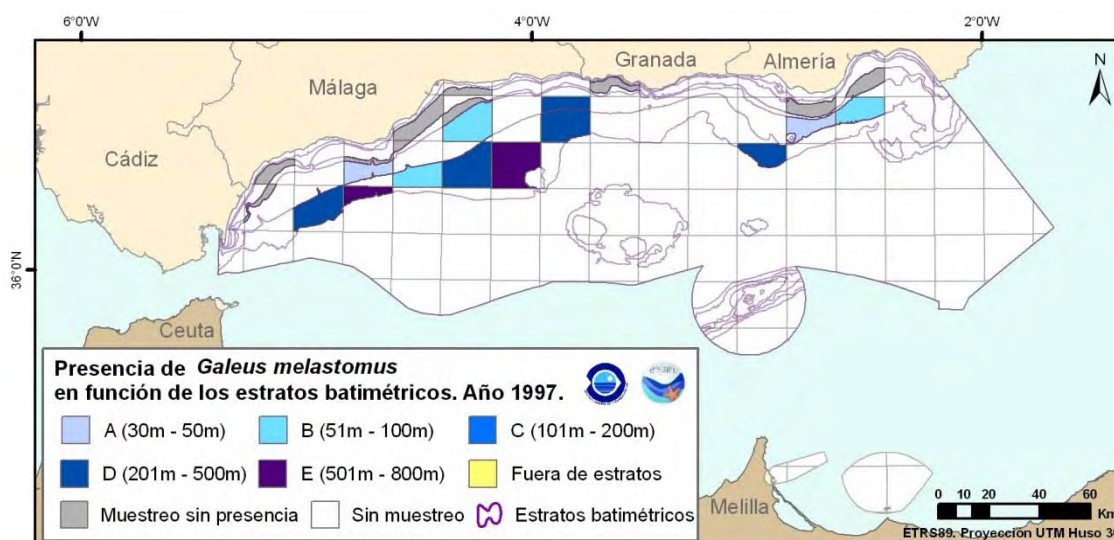 6°0'W 4°0'W 2°0'W
N
Granada Almería
Málaga
Cádiz
36°0'N
Ceuta
Presencia de Galeus melastomus
en función de los estratos batimétricos. Año 1997.
A (30m - 50m) B (51m - 100m) C (101m - 200m)
D (201m - 500m) E (501m - 800m) Fuera de estratos
Muestreo sin presencia Sin muestreo Estratos batimétricos
Melilla
0 10 20 40 60
Km
ETRS89. Proyección UTM Huso